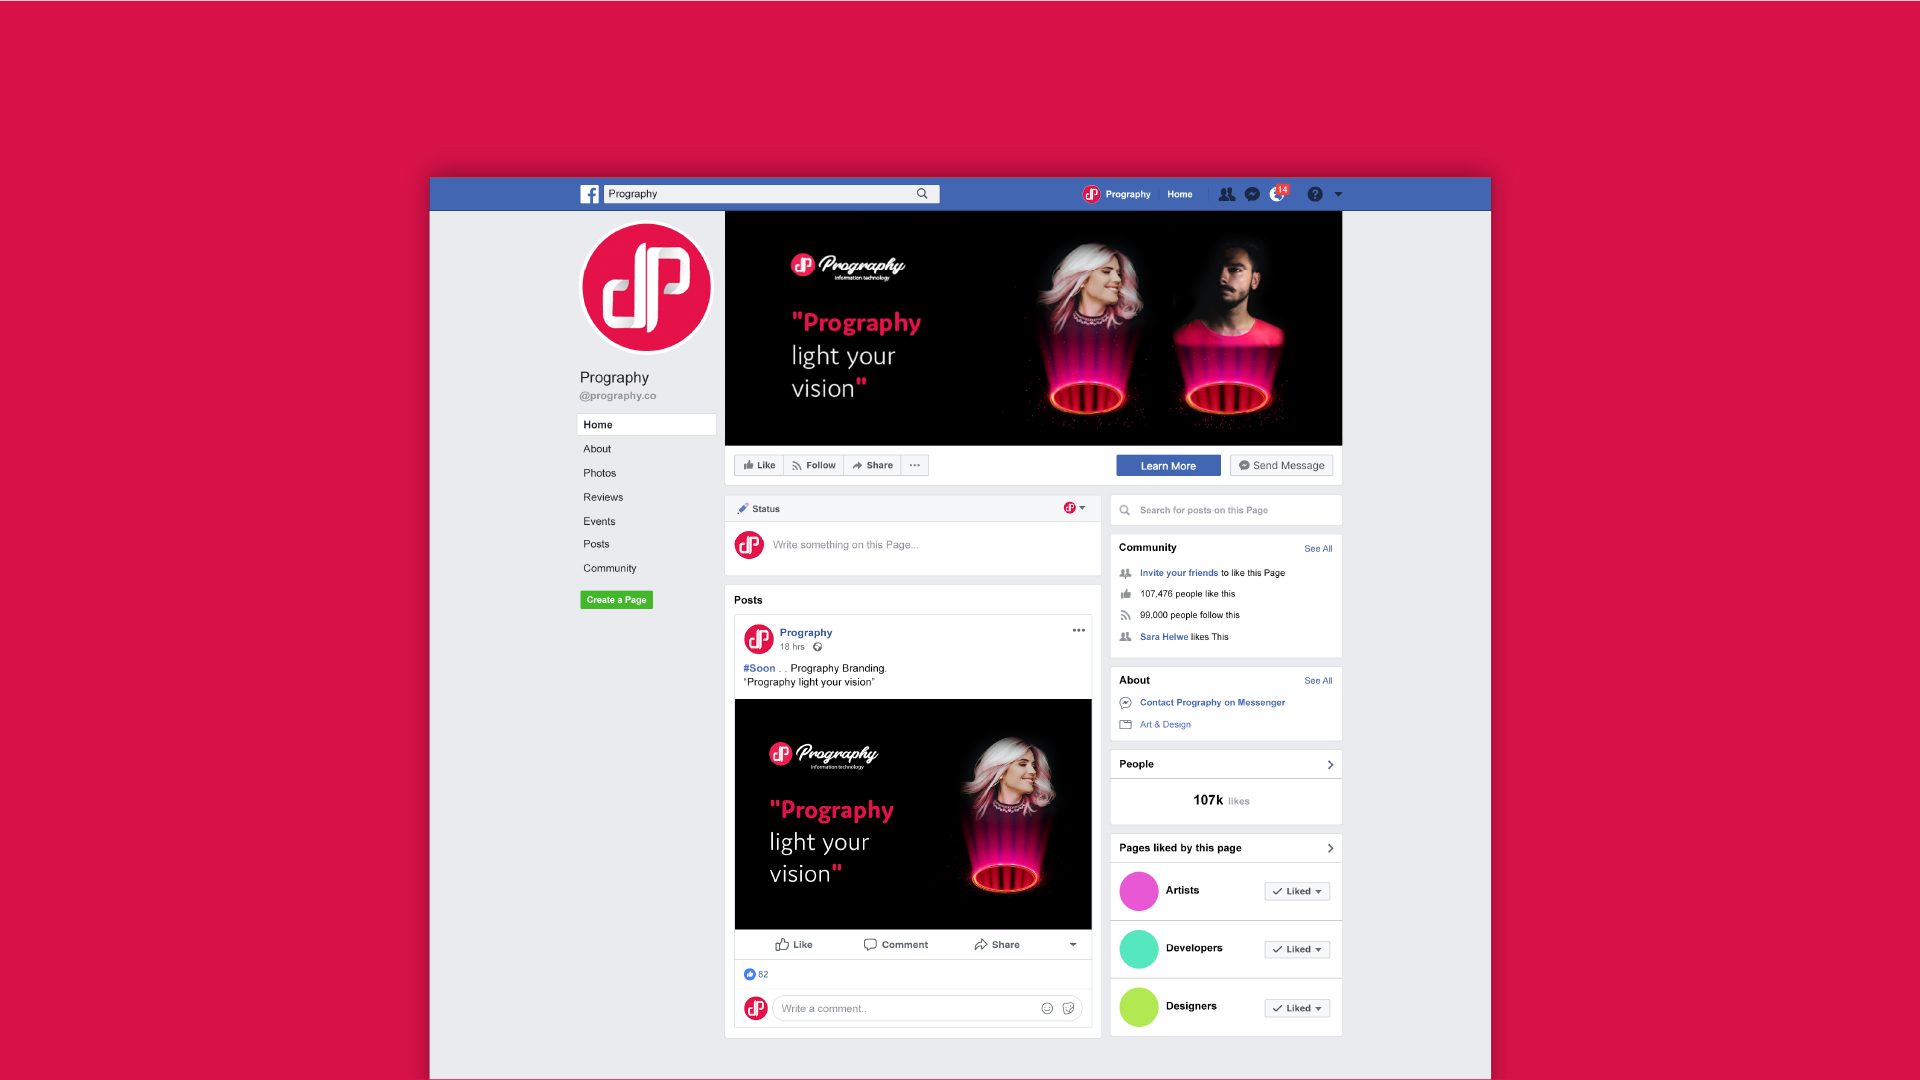 Prography
Prography
Home
14
?
Prography
@prography.co
Home
About
Photos
Reviews
Events
Posts
Community
Create a Page
Prography
information technology
"Prography
light your
vision"
Like
Follow
Share
Learn More
Send Message
Status
Write something on this Page...
Posts
Prography
18 hrs
#Soon . . Prography Branding.
“Prography light your vision”
Prography
information technology
"Prography
light your
vision"
Like
Comment
Share
82
Write a comment..
Search for posts on this Page
Community
See All
Invite your friends to like this Page
107,476 people like this
99,000 people follow this
Sara Helwe likes This
About
See All
Contact Prography on Messenger
Art & Design
People
107k likes
Pages liked by this page
Artists
Liked
Developers
Liked
Designers
Liked